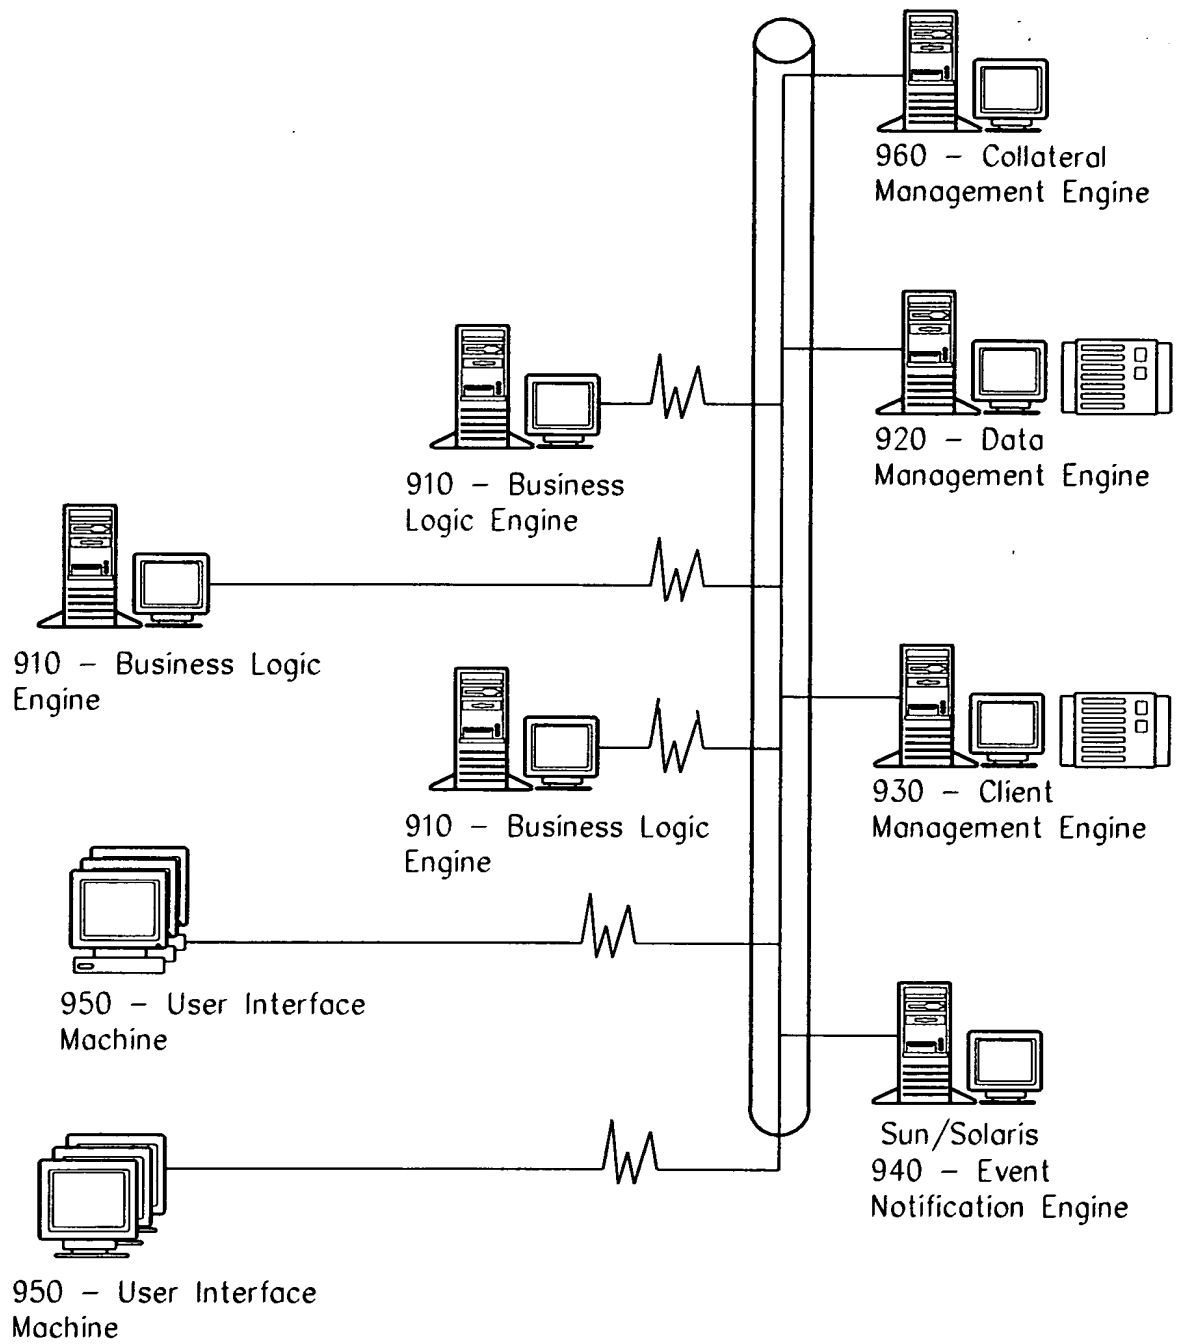 960 – Collateral
Management Engine
920 – Data
Management Engine
910 – Business
Logic Engine
910 – Business Logic
Engine
930 – Client
Management Engine
910 – Business Logic
Engine
950 – User Interface
Machine
Sun/Solaris
940 – Event
Notification Engine
950 – User Interface
Machine